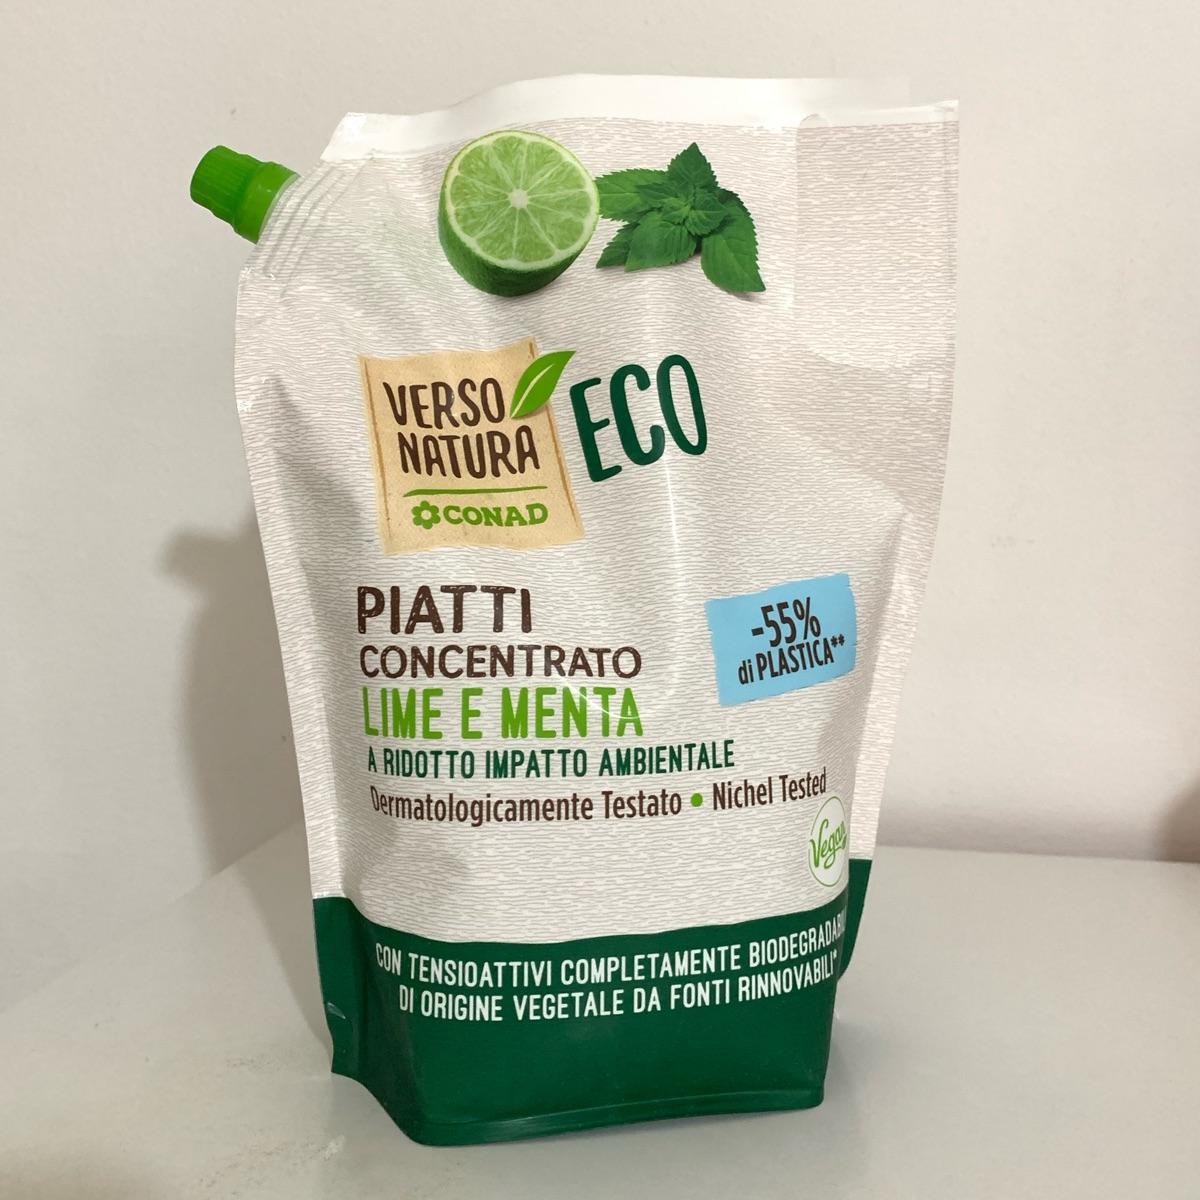 VERSO
NATURA
CONAD
ECO
PIATTI
CONCENTRATO
LIME E MENTA
A RIDOTTO IMPATTO AMBIENTALE
Dermatologicamente Testato • Nichel Tested
-55%
di PLASTICA**
Vegan
CON TENSIOATTIVI COMPLETAMENTE BIODEGRADABI
DI ORIGINE VEGETALE DA FONTI RINNOVABILI*